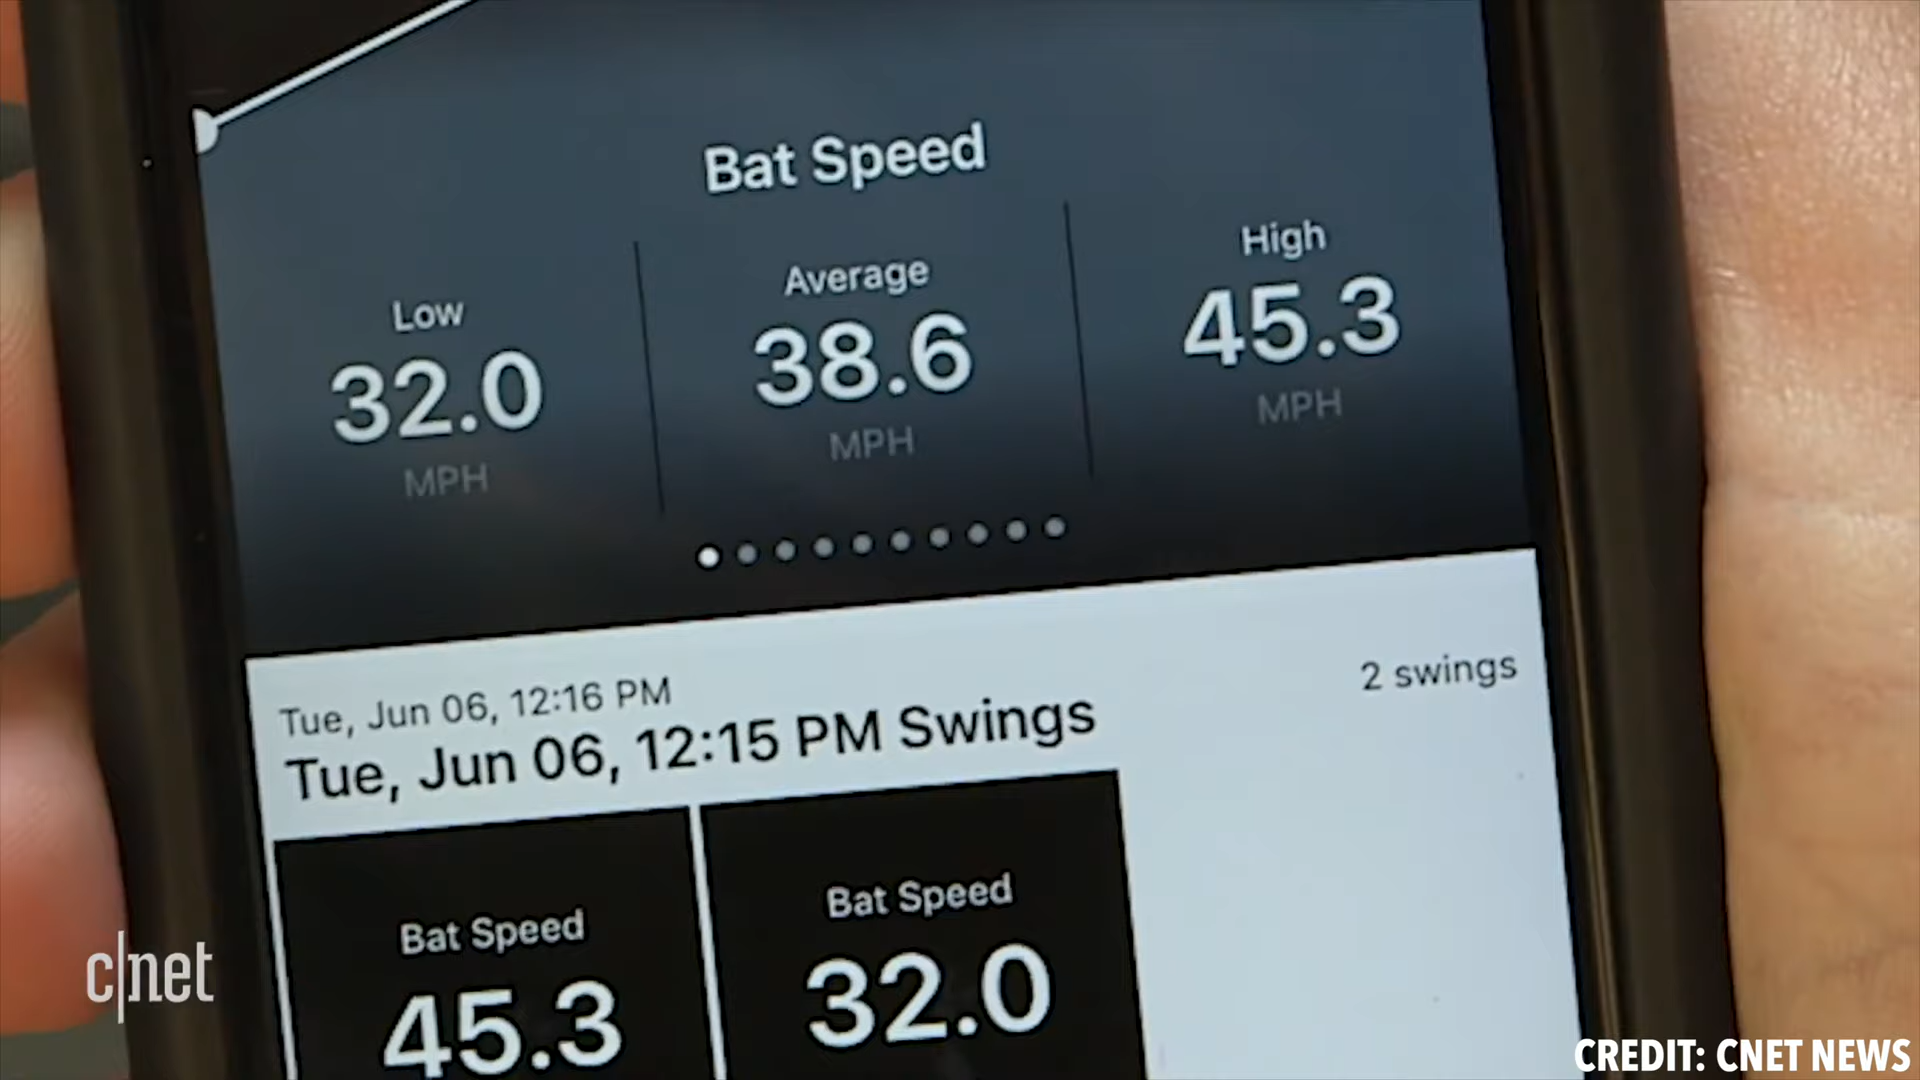 Bat Speed
Low
32.0
MPH
Average
38.6
MPH
High
45.3
MPH
Tue, Jun 06, 12:16 PM
2 swings
Tue, Jun 06, 12:15 PM Swings
Bat Speed
45.3
Bat Speed
32.0
c|net
CREDIT: CNET NEWS